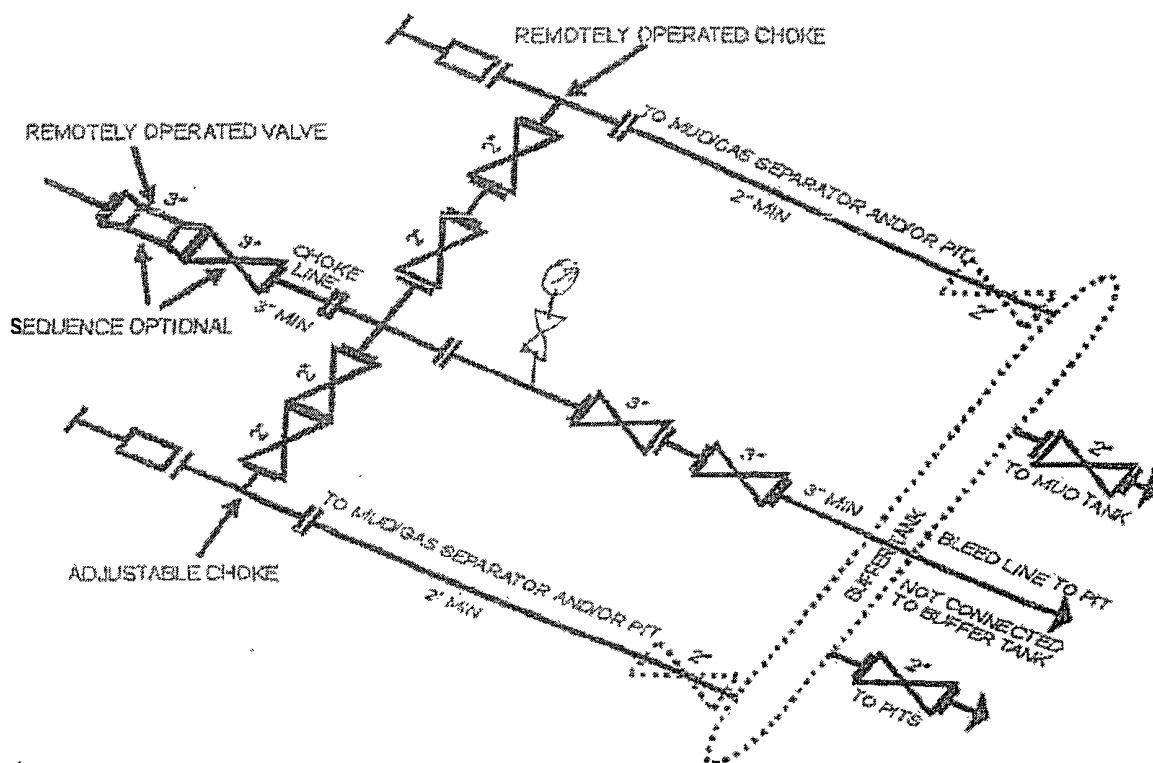 REMOTELY OPERATED CHOKE
REMOTELY OPERATED VALVE
3"
3"
SEQUENCE OPTIONAL
CHOKE
LINE
3" MIN
2"
2"
TO MUD/GAS SEPARATOR AND/OR PIT
2" MIN
2"
2"
2"
3"
3"
3" MIN
BUFFER TANK
2"
TO MUD TANK
BLEED LINE TO PIT
NOT CONNECTED
TO BUFFER TANK
ADJUSTABLE CHOKE
TO MUD/GAS SEPARATOR AND/OR PIT
2" MIN
2"
2"
TO PITS